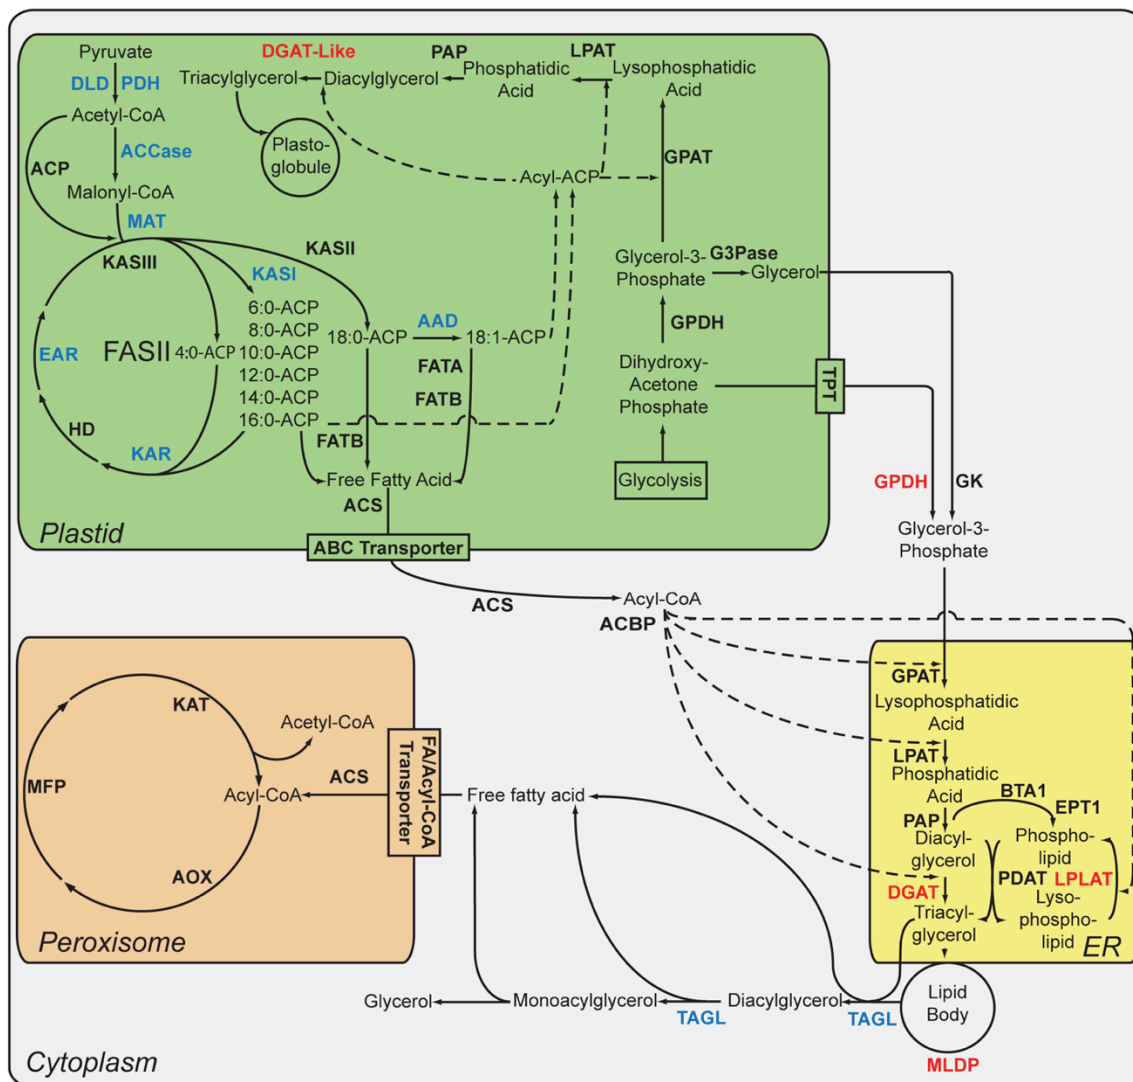 Pyruvate
DLD PDH
Acetyl-CoA
ACP
ACCase
Malonyl-CoA
MAT
KASIII
KASII
KASI
EAR
FASII
4:0-ACP
6:0-ACP
8:0-ACP
10:0-ACP
12:0-ACP
14:0-ACP
16:0-ACP
HD
KAR
18:0-ACP
AAD
18:1-ACP
FATA
FATB
FATB
Free Fatty Acid
ACS
DGAT-Like
Triacylglycerol
Diacylglycerol
PAP
Phosphatidic
Acid
LPAT
Lysophosphatidic
Acid
Plasto-
globule
Acyl-ACP
GPAT
Glycerol-3-
Phosphate
G3Pase
Glycerol
GPDH
Dihydroxy-
Acetone
Phosphate
Glycolysis
TPT
Plastid
ABC Transporter
GPDH
GK
Glycerol-3-
Phosphate
ACS
Acyl-CoA
ACBP
GPAT
Lysophosphatidic
Acid
LPAT
Phosphatidic
Acid
BTA1
PAP
EPT1
Diacyl-
glycerol
Phospho-
lipid
PDAT
LPLAT
DGAT
Triacyl-
glycerol
Lyso-
phospho-
lipid
ER
KAT
Acetyl-CoA
MFP
Acyl-CoA
ACS
FA/Acyl-CoA
Transporter
Free fatty acid
AOX
Peroxisome
Glycerol
Monoacylglycerol
TAGL
Diacylglycerol
TAGL
Lipid
Body
MLDP
Cytoplasm